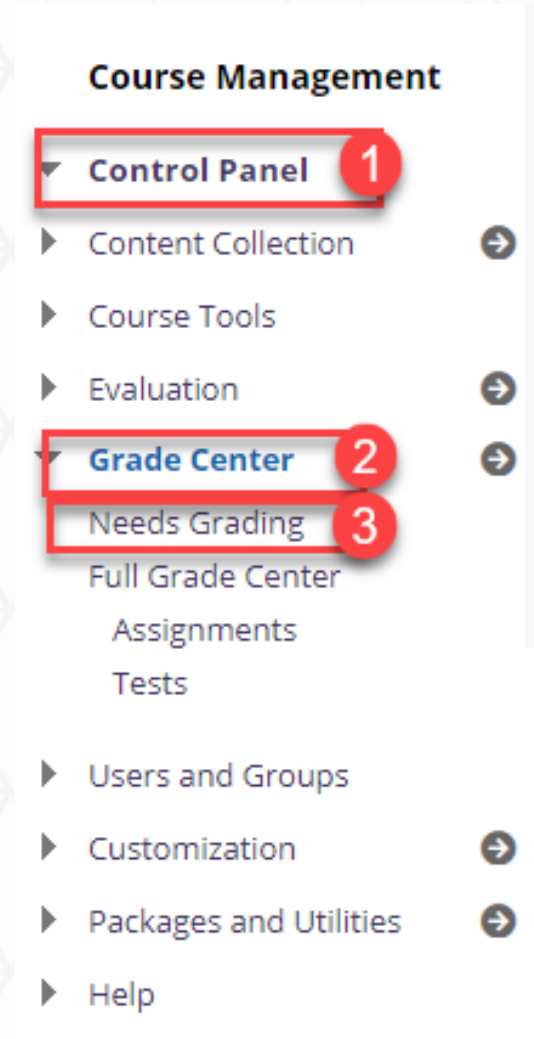 Course Management
Control Panel 1
Content Collection
Course Tools
Evaluation
Grade Center 2
Needs Grading 3
Full Grade Center
Assignments
Tests
Users and Groups
Customization
Packages and Utilities
Help